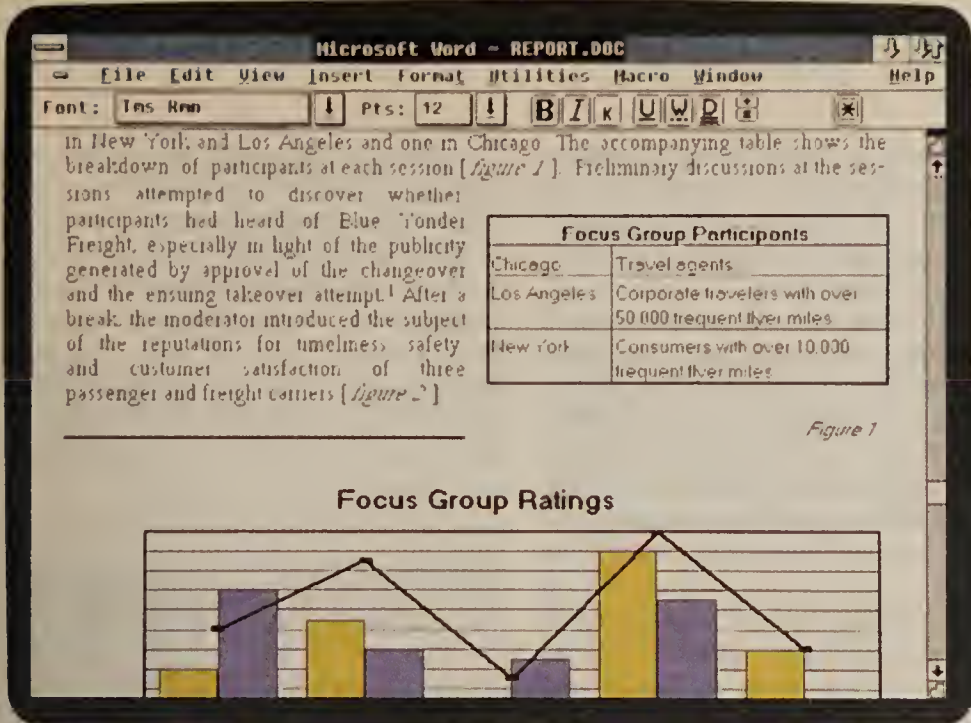 Microsoft Word - REPORT.DOC
File Edit View Insert Format Utilities Macro Window Help
Font: Tms Rmn Pts: 12 B I K U W D
in New York and Los Angeles and one in Chicago. The accompanying table shows the
breakdown of participants at each session [figure 1]. Preliminary discussions at the ses-
sions attempted to discover whether
participants had heard of Blue Yonder
Freight, especially in light of the publicity
generated by approval of the changeover
and the ensuing takeover attempt.¹ After a
break, the moderator introduced the subject
of the reputations for timeliness, safety
and customer satisfaction of three
passenger and freight carriers [figure 2]
Focus Group Participants
Chicago Travel agents
Los Angeles Corporate travelers with over
50,000 frequent flyer miles
New York Consumers with over 10,000
frequent flyer miles
Figure 1
Focus Group Ratings